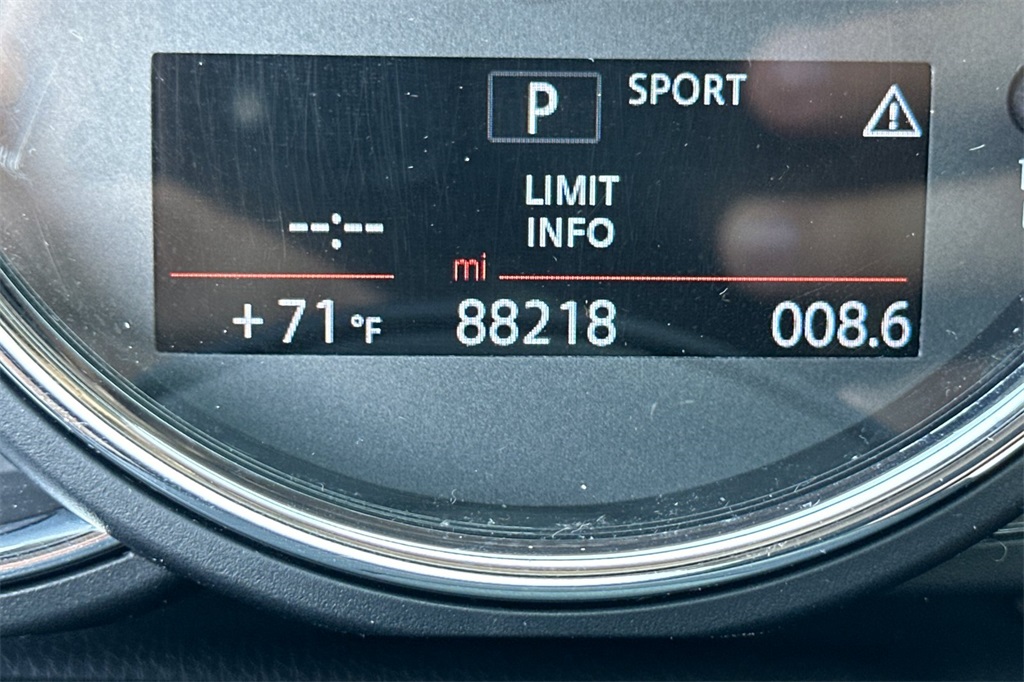 P SPORT
LIMIT
INFO
--:--
mi
+71 °F 88218 008.6